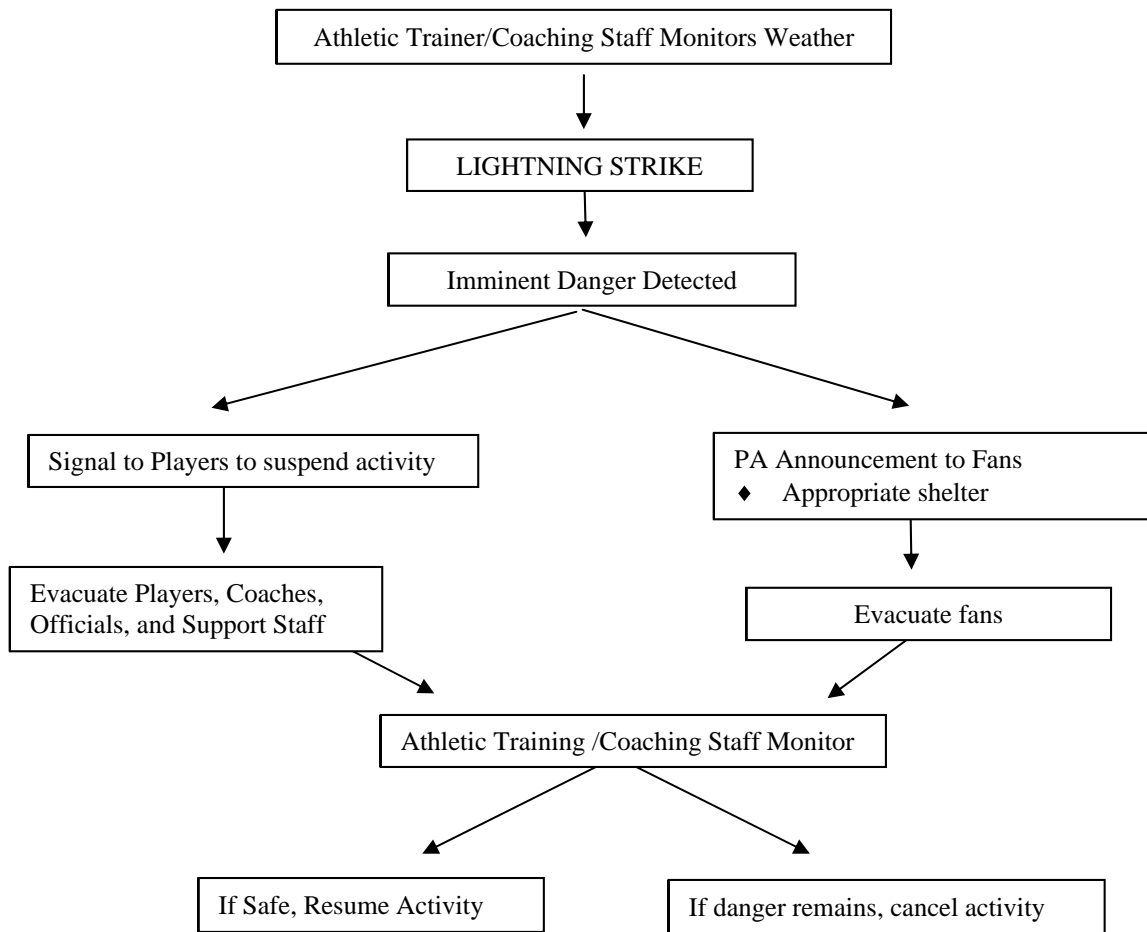 Athletic Trainer/Coaching Staff Monitors Weather
LIGHTNING STRIKE
Imminent Danger Detected
Signal to Players to suspend activity
PA Announcement to Fans
♦ Appropriate shelter
Evacuate Players, Coaches,
Officials, and Support Staff
Evacuate fans
Athletic Training /Coaching Staff Monitor
If Safe, Resume Activity
If danger remains, cancel activity